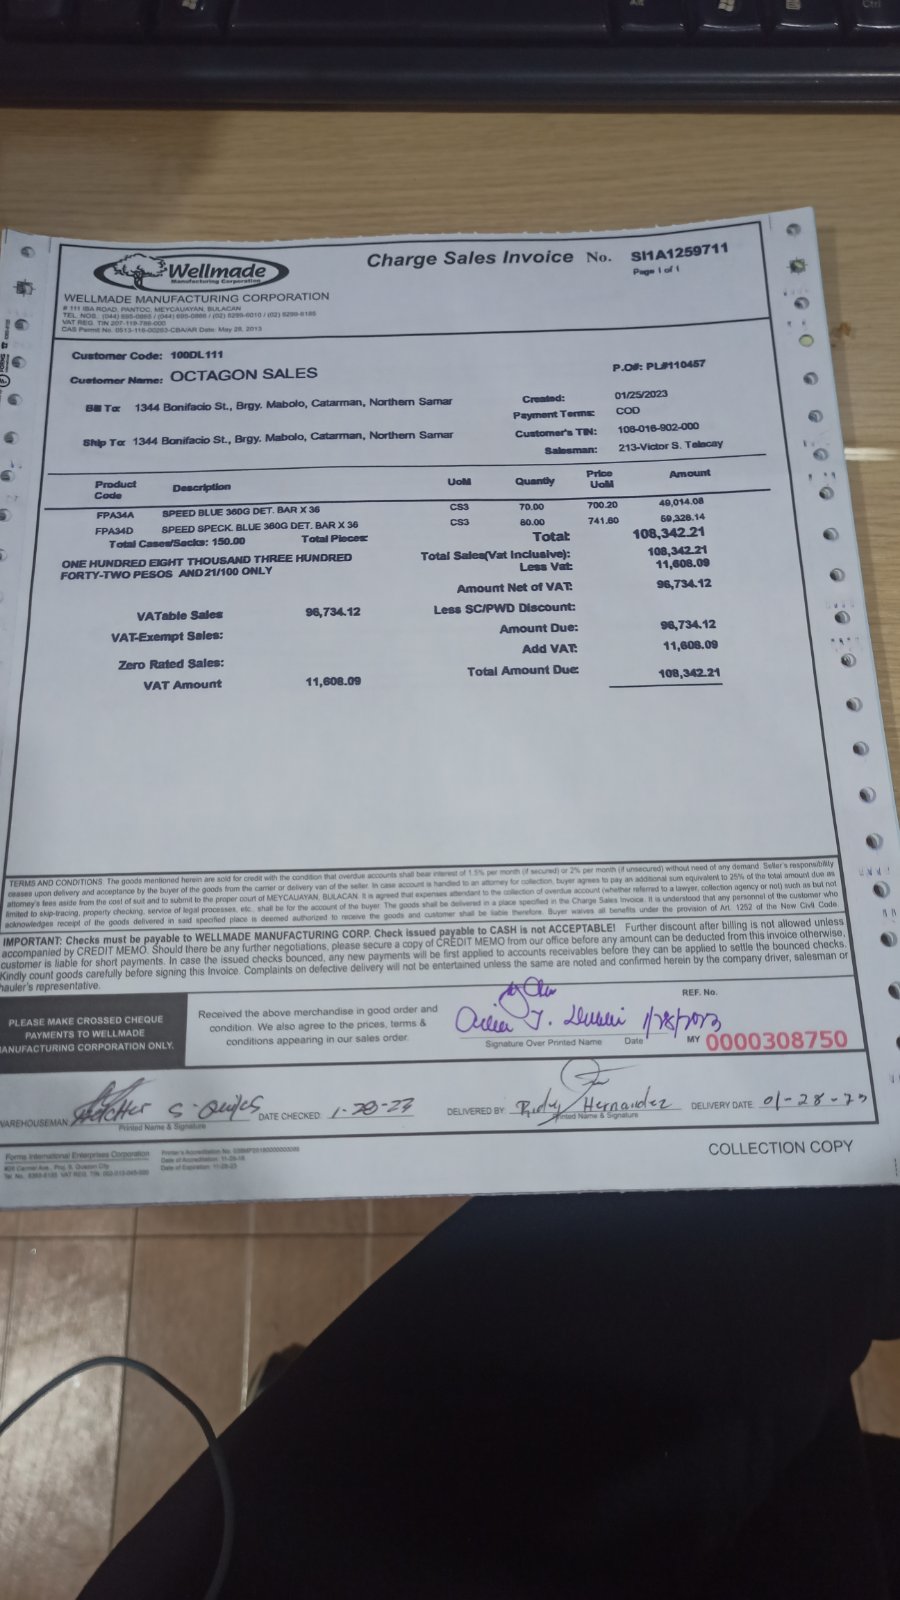 Wellmade
Manufacturing Corporation
Charge Sales Invoice No. SI1A1259711
Page 1 of 1
WELLMADE MANUFACTURING CORPORATION
# 111 IBA ROAD, PANTOC, MEYCAUAYAN, BULACAN
VAT REG. TIN 207-119-786-000
CAS Permit No. 0513-116-00263-CBA/AR Date: May 28, 2013
Customer Code: 100DL111
Customer Name: OCTAGON SALES
P.O#: PL#110457
Bill To: 1344 Bonifacio St., Brgy. Mabolo, Catarman, Northern Samar
Ship To: 1344 Bonifacio St., Brgy. Mabolo, Catarman, Northern Samar
Created: 01/25/2023
Payment Terms: COD
Customer's TIN: 108-016-902-000
Salesman: 213-Victor S. Telacay
Product Code Description UoM Quantity Price UoM Amount
FPA34A SPEED BLUE 360G DET. BAR X 36 CS3 70.00 700.20 49,014.08
FPA34D SPEED SPECK. BLUE 360G DET. BAR X 36 CS3 80.00 741.60 59,328.14
Total Cases/Sacks: 150.00 Total Pieces: Total: 108,342.21
ONE HUNDRED EIGHT THOUSAND THREE HUNDRED
FORTY-TWO PESOS AND 21/100 ONLY
Total Sales(Vat Inclusive): 108,342.21
Less Vat: 11,608.09
Amount Net of VAT: 96,734.12
VATable Sales 96,734.12
Less SC/PWD Discount:
VAT-Exempt Sales:
Amount Due: 96,734.12
Zero Rated Sales:
Add VAT: 11,608.09
VAT Amount 11,608.09
Total Amount Due: 108,342.21
TERMS AND CONDITIONS: The goods mentioned herein are sold for credit with the condition that overdue accounts shall bear interest of 1.5% per month (if secured) or 2% per month (if unsecured) without need of any demand. Seller's responsibility
ceases upon delivery and acceptance by the buyer of the goods from the carrier or delivery van of the seller. In case account is handled to an attorney for collection, buyer agrees to pay an additional sum equivalent to 25% of the total amount due as
attorney's fees aside from the cost of suit and to submit to the proper court of MEYCAUAYAN, BULACAN. It is agreed that expenses attendant to the collection of overdue account (whether referred to a lawyer, collection agency or not) such as but not
limited to skip-tracing, property checking, service of legal processes, etc. shall be for the account of the buyer. The goods shall be delivered in a place specified in the Charge Sales Invoice. It is understood that any personnel of the customer who
acknowledges receipt of the goods delivered in said specified place is deemed authorized to receive the goods and customer shall be liable therefore. Buyer waives all benefits under the provision of Art. 1252 of the New Civil Code.
IMPORTANT: Checks must be payable to WELLMADE MANUFACTURING CORP. Check issued payable to CASH is not ACCEPTABLE! Further discount after billing is not allowed unless
accompanied by CREDIT MEMO. Should there be any further negotiations, please secure a copy of CREDIT MEMO from our office before any amount can be deducted from this invoice otherwise,
customer is liable for short payments. In case the issued checks bounced, any new payments will be first applied to accounts receivables before they can be applied to settle the bounced checks.
Kindly count goods carefully before signing this Invoice. Complaints on defective delivery will not be entertained unless the same are noted and confirmed herein by the company driver, salesman or
hauler's representative.
PLEASE MAKE CROSSED CHEQUE
PAYMENTS TO WELLMADE
MANUFACTURING CORPORATION ONLY.
Received the above merchandise in good order and
condition. We also agree to the prices, terms &
conditions appearing in our sales order.
1/28/2023
Signature Over Printed Name Date
REF. No.
MY 0000308750
WAREHOUSEMAN DATE CHECKED: 1-28-23
Printed Name & Signature
DELIVERED BY: Rudy Hernandez DELIVERY DATE 01-28-23
Printed Name & Signature
Forms International Enterprises Corporation
COLLECTION COPY